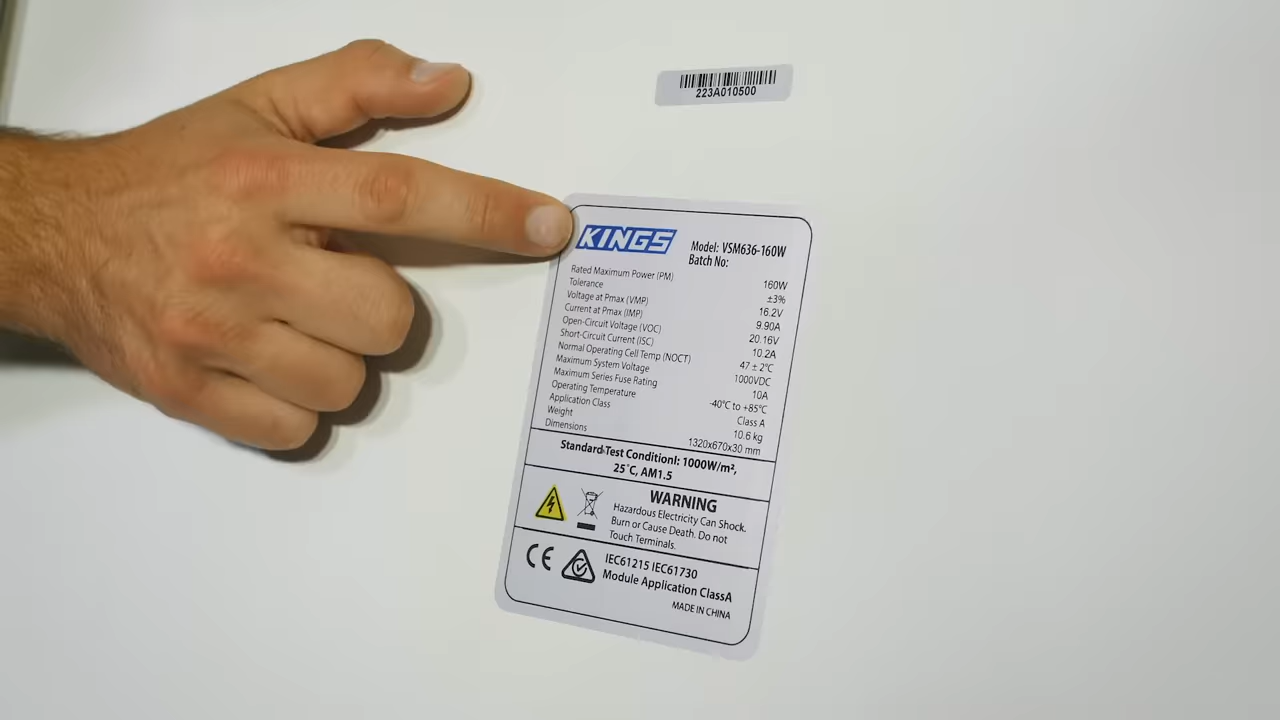 223A010500
KINGS
Model: VSM636-160W
Batch No:
Rated Maximum Power (PM) 160W
Tolerance ±3%
Voltage at Pmax (VMP) 16.2V
Current at Pmax (IMP) 9.90A
Open-Circuit Voltage (VOC) 20.16V
Short-Circuit Current (ISC) 10.2A
Normal Operating Cell Temp (NOCT) 47 ± 2°C
Maximum System Voltage 1000VDC
Maximum Series Fuse Rating 10A
Operating Temperature -40°C to +85°C
Application Class Class A
Weight 10.6 kg
Dimensions 1320x670x30 mm
Standard Test Conditionl: 1000W/m²,
25°C, AM1.5
WARNING
Hazardous Electricity Can Shock.
Burn or Cause Death. Do not
Touch Terminals.
CE
IEC61215 IEC61730
Module Application ClassA
MADE IN CHINA